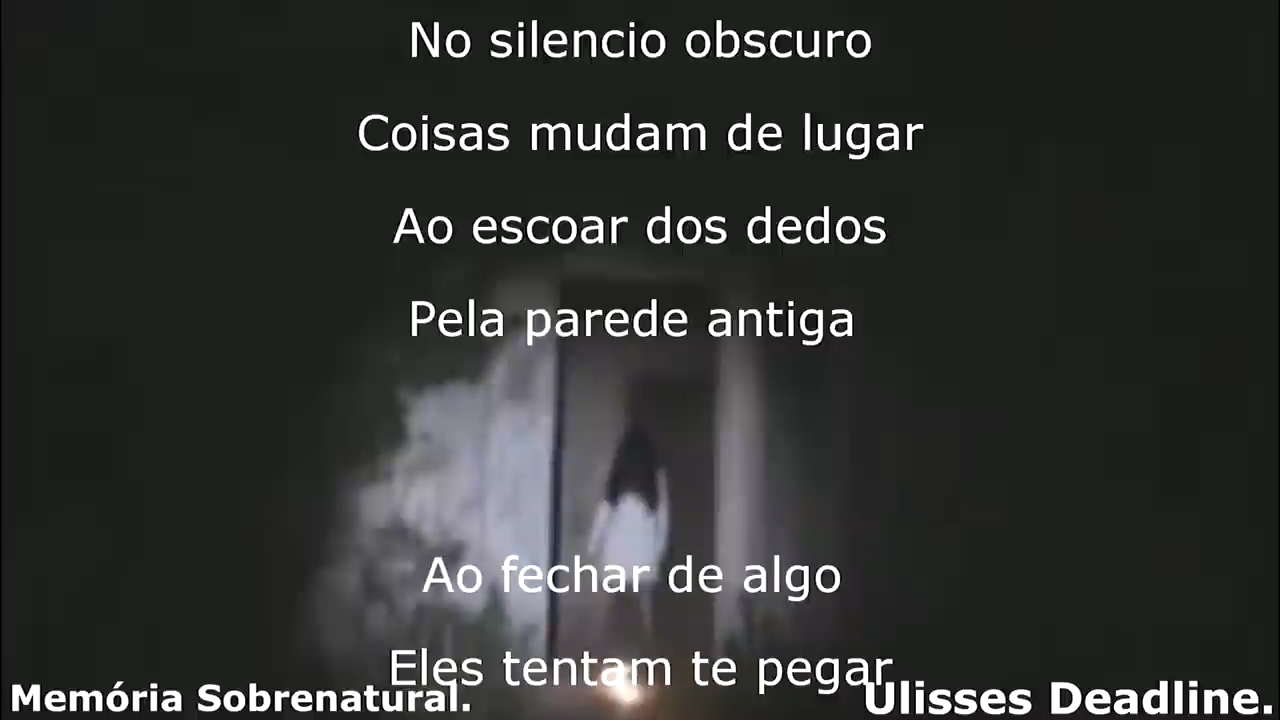 No silencio obscuro
Coisas mudam de lugar
Ao escoar dos dedos
Pela parede antiga
Ao fechar de algo
Eles tentam te pegar
Memória Sobrenatural.
Ulisses Deadline.